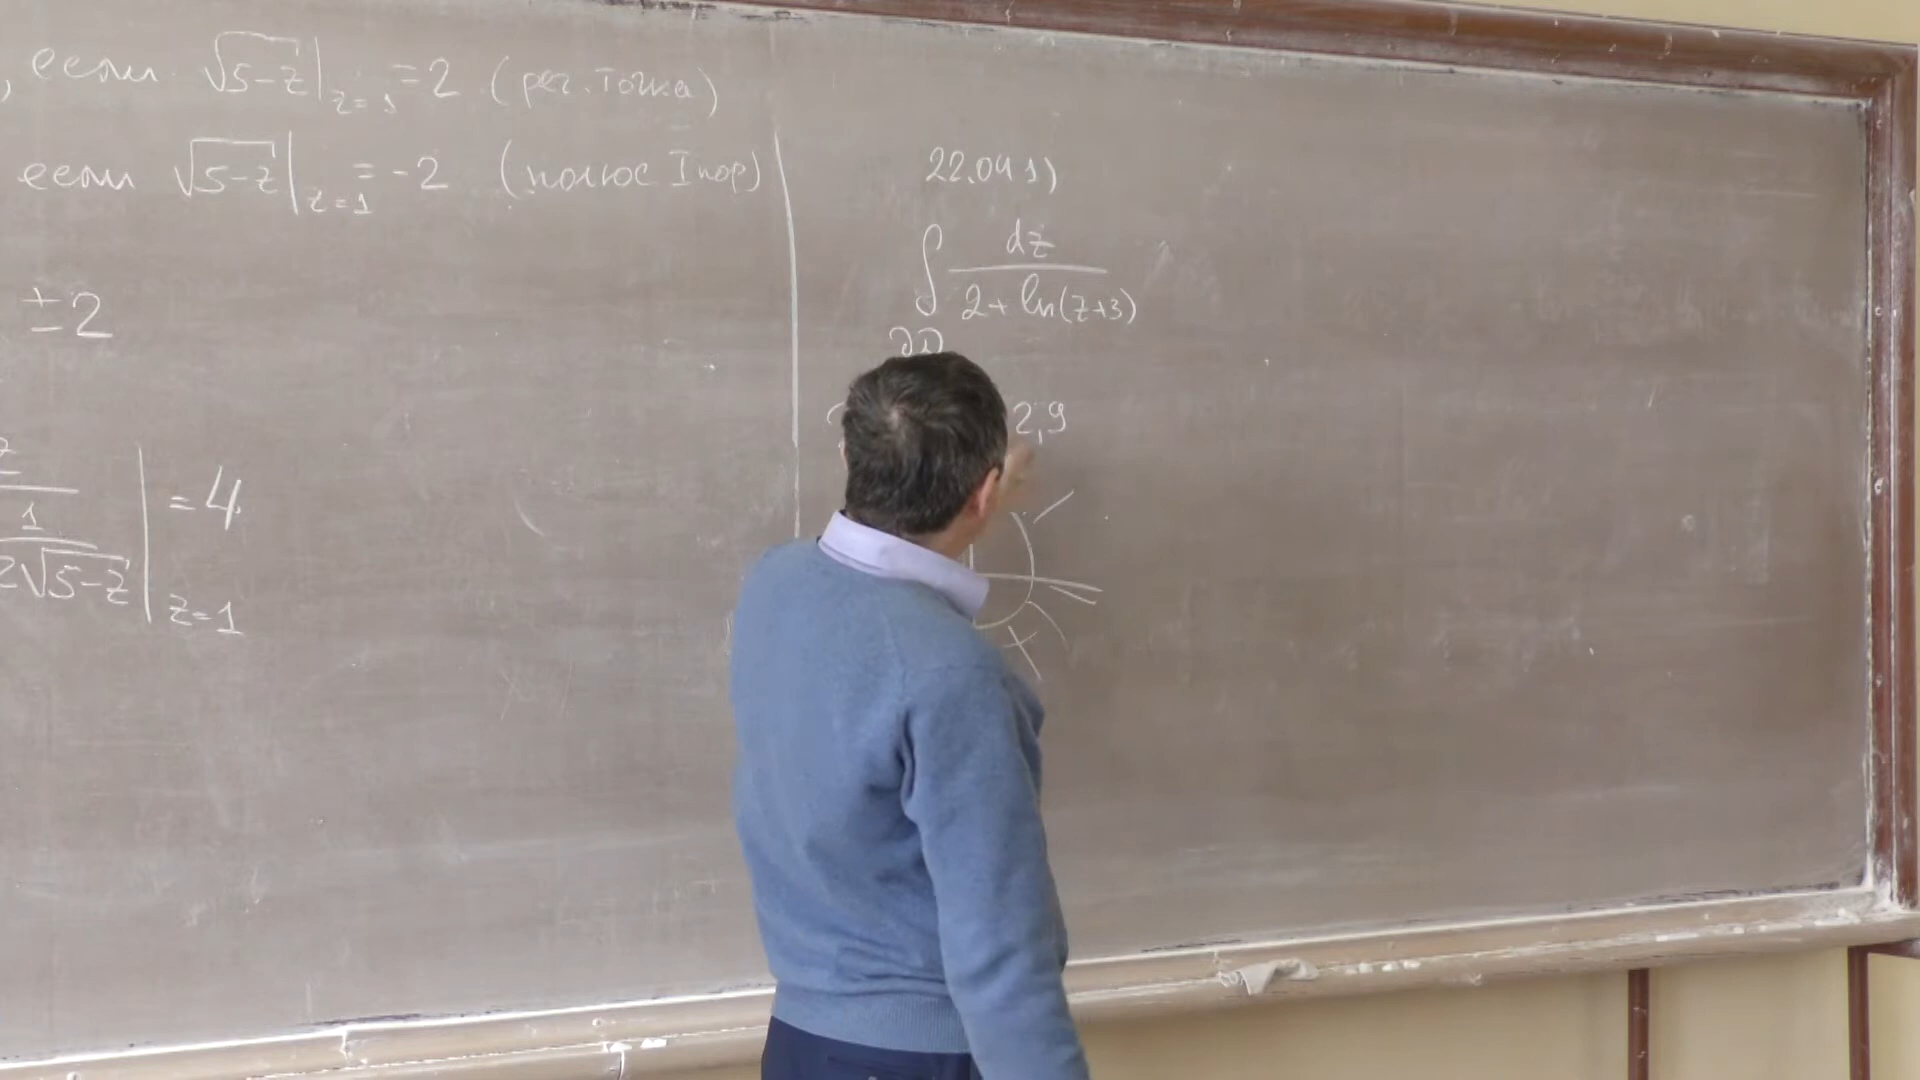 , если √5-z |z=1 =2 (рег. точка)
если √5-z |z=1 = -2 (полюс I пор)
±2
z
1
2√5-z | z=1 =4
22.04 1)
∫ dz
2+ ln(z+3)
∂D
2,9